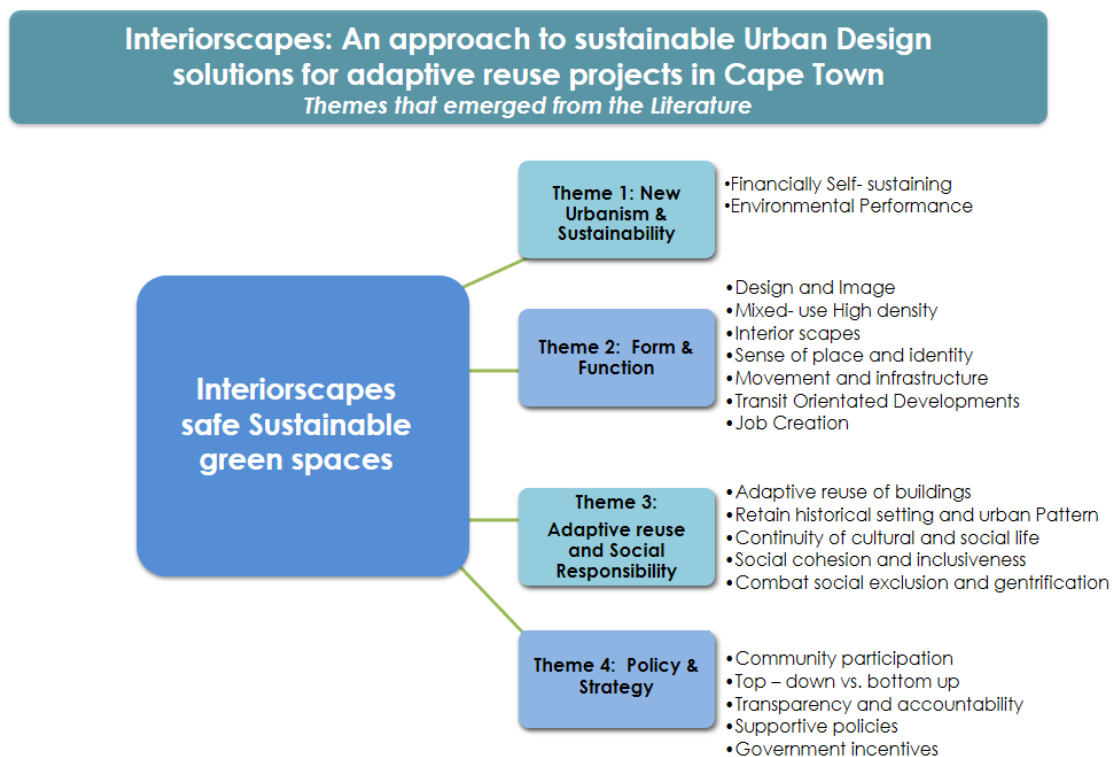 Interiorscapes: An approach to sustainable Urban Design
solutions for adaptive reuse projects in Cape Town
Themes that emerged from the Literature
Interiorscapes
safe Sustainable
green spaces
Theme 1: New
Urbanism &
Sustainability
•Financially Self- sustaining
•Environmental Performance
Theme 2:  Form &
Function
•Design and Image
•Mixed- use High density
•Interior scapes
•Sense of place and identity
•Movement and infrastructure
•Transit Orientated Developments
•Job Creation
Theme 3:
Adaptive reuse
and Social
Responsibility
•Adaptive reuse of buildings
•Retain historical setting and urban Pattern
•Continuity of cultural and social life
•Social cohesion and inclusiveness
•Combat social exclusion and gentrification
Theme 4:  Policy &
Strategy
•Community participation
•Top – down vs. bottom up
•Transparency and accountability
•Supportive policies
•Government incentives